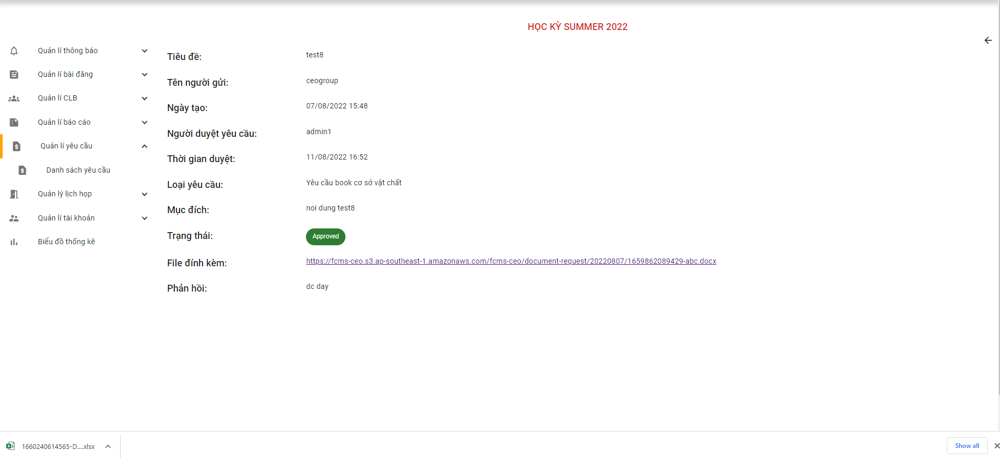 HỌC KỲ SUMMER 2022
Quản lí thông báo
Quản lí bài đăng
Quản lí CLB
Quản lí báo cáo
Quản lí yêu cầu
Danh sách yêu cầu
Quản lý lịch họp
Quản lí tài khoản
Biểu đồ thống kê
Tiêu đề: test8
Tên người gửi: ceogroup
Ngày tạo: 07/08/2022 15:48
Người duyệt yêu cầu: admin1
Thời gian duyệt: 11/08/2022 16:52
Loại yêu cầu: Yêu cầu book cơ sở vật chất
Mục đích: noi dung test8
Trạng thái: Approved
File đính kèm: https://fcms-ceo.s3.ap-southeast-1.amazonaws.com/fcms-ceo/document-request/20220807/1659862089429-abc.docx
Phản hồi: dc day
1660240614565-D....xlsx
Show all